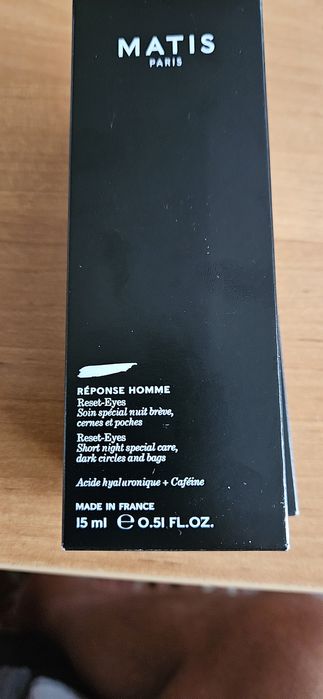 MATIS
PARIS
RÉPONSE HOMME
Reset-Eyes
Soin spécial nuit brève,
cernes et poches
Reset-Eyes
Short night special care,
dark circles and bags
Acide hyaluronique + Caféine
MADE IN FRANCE
15 ml ℮ 0.51 FL.OZ.